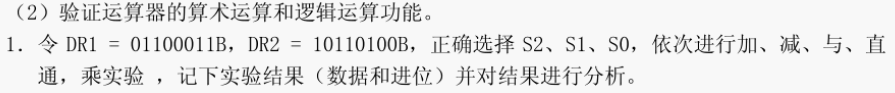 （2）验证运算器的算术运算和逻辑运算功能。
1. 令 DR1 = 01100011B，DR2 = 10110100B，正确选择 S2、S1、S0，依次进行加、减、与、直
通，乘实验 ，记下实验结果（数据和进位）并对结果进行分析。